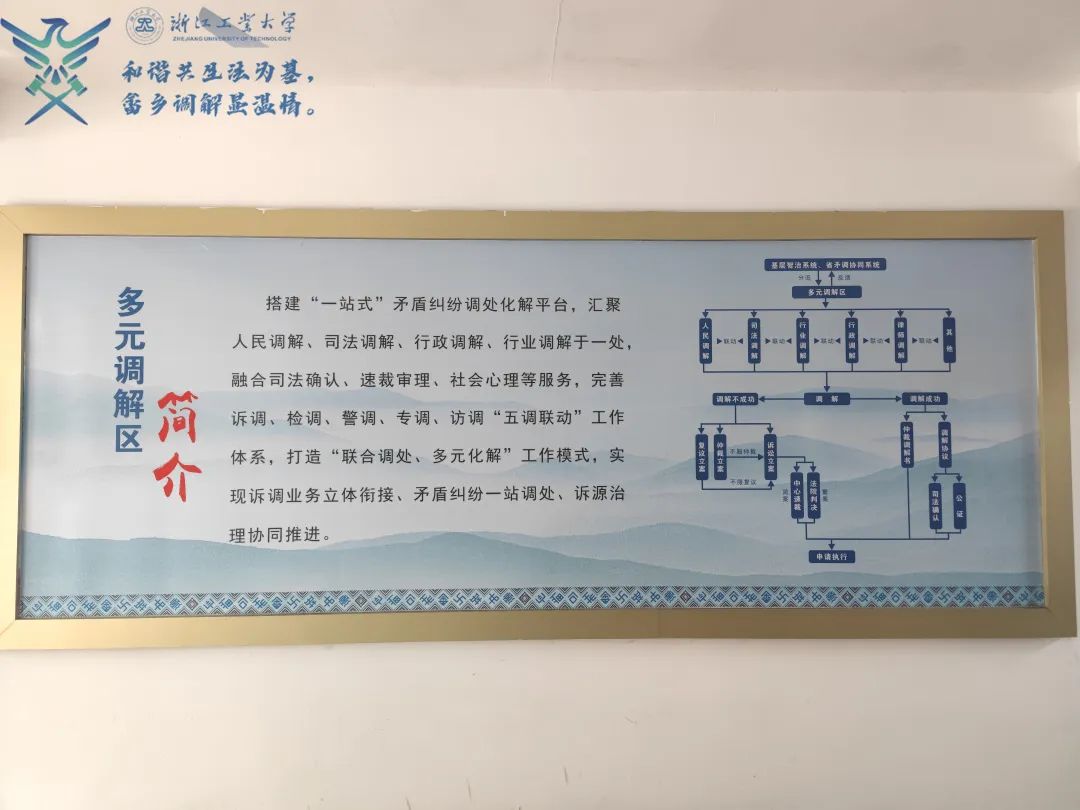 浙江工业大学
ZHEJIANG UNIVERSITY OF TECHNOLOGY
和谐共生法为基，
畲乡调解显温情。
多元调解区
简介
搭建“一站式”矛盾纠纷调处化解平台，汇聚
人民调解、司法调解、行政调解、行业调解于一处，
融合司法确认、速裁审理、社会心理等服务，完善
诉调、检调、警调、专调、访调“五调联动”工作
体系，打造“联合调处、多元化解”工作模式，实
现诉调业务立体衔接、矛盾纠纷一站调处、诉源治
理协同推进。
基层智治系统、省矛调协同系统
分流
反馈
多元调解区
人民调解
联动
司法调解
联动
行业调解
联动
行政调解
联动
律师调解
联动
其他
调解不成功
调解
调解成功
复议立案
仲裁立案
不服仲裁
不服复议
诉讼立案
中心速裁
法院判决
仲裁调解书
调解协议
司法确认
公证
申请执行